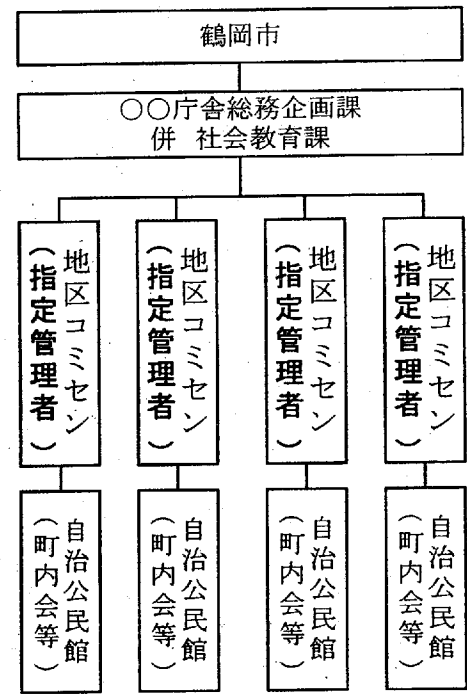 鶴岡市
〇〇庁舎総務企画課
併 社会教育課
地区コミセン
（指定管理者）
地区コミセン
（指定管理者）
地区コミセン
（指定管理者）
地区コミセン
（指定管理者）
自治公民館
（町内会等）
自治公民館
（町内会等）
自治公民館
（町内会等）
自治公民館
（町内会等）